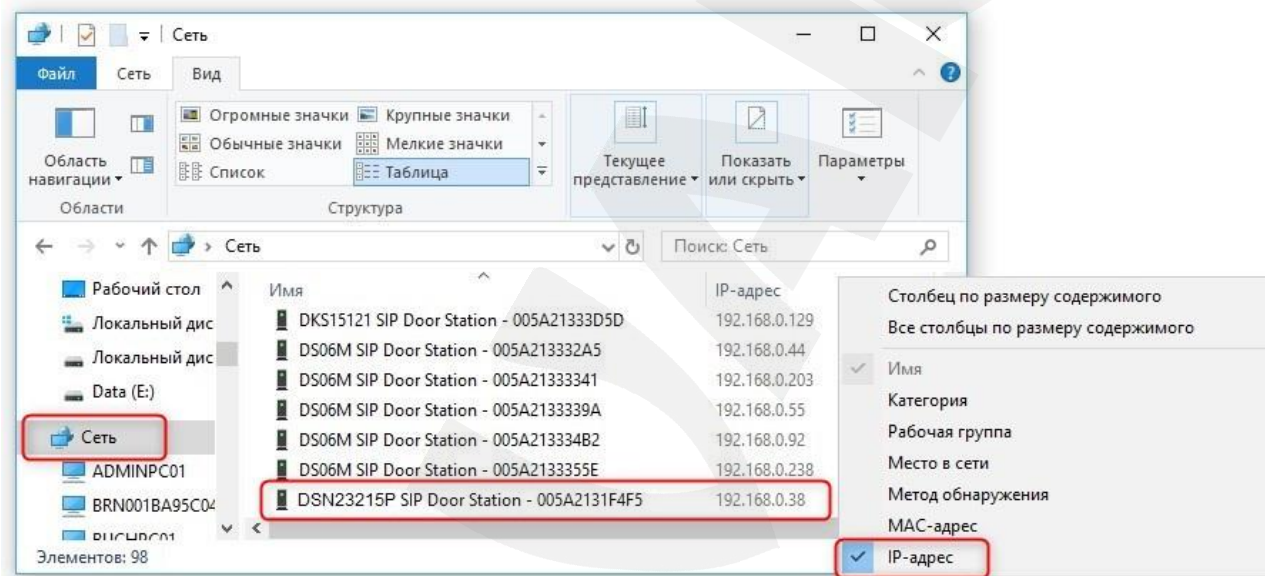 Сеть
Файл Сеть Вид
Огромные значки Крупные значки
Обычные значки Мелкие значки
Список Таблица
Область навигации
Текущее представление
Показать или скрыть
Параметры
Области Структура
Сеть Поиск: Сеть
Рабочий стол
Локальный дис
Локальный дис
Data (E:)
Сеть
ADMINPC01
BRN001BA95C04
Имя IP-адрес
DKS15121 SIP Door Station - 005A21333D5D 192.168.0.129
DS06M SIP Door Station - 005A213332A5 192.168.0.44
DS06M SIP Door Station - 005A21333341 192.168.0.203
DS06M SIP Door Station - 005A2133339A 192.168.0.55
DS06M SIP Door Station - 005A213334B2 192.168.0.92
DS06M SIP Door Station - 005A2133355E 192.168.0.238
DSN23215P SIP Door Station - 005A2131F4F5 192.168.0.38
Элементов: 98
Столбец по размеру содержимого
Все столбцы по размеру содержимого
Имя
Категория
Рабочая группа
Место в сети
Метод обнаружения
MAC-адрес
IP-адрес